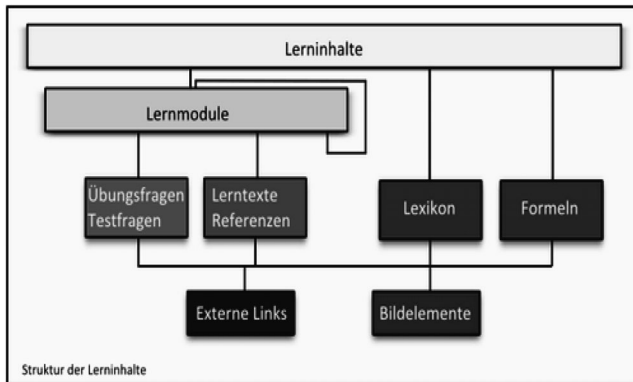 Lerninhalte
Lernmodule
Übungsfragen
Testfragen
Lerntexte
Referenzen
Lexikon
Formeln
Externe Links
Bildelemente
Struktur der Lerninhalte